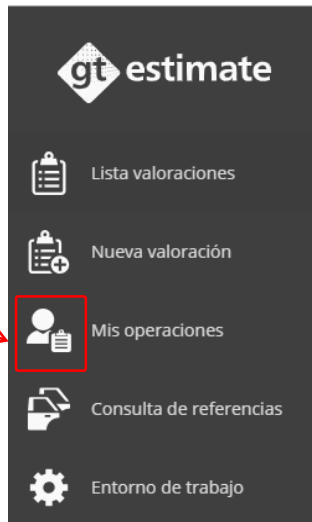 gt estimate
Lista valoraciones
Nueva valoración
Mis operaciones
Consulta de referencias
Entorno de trabajo